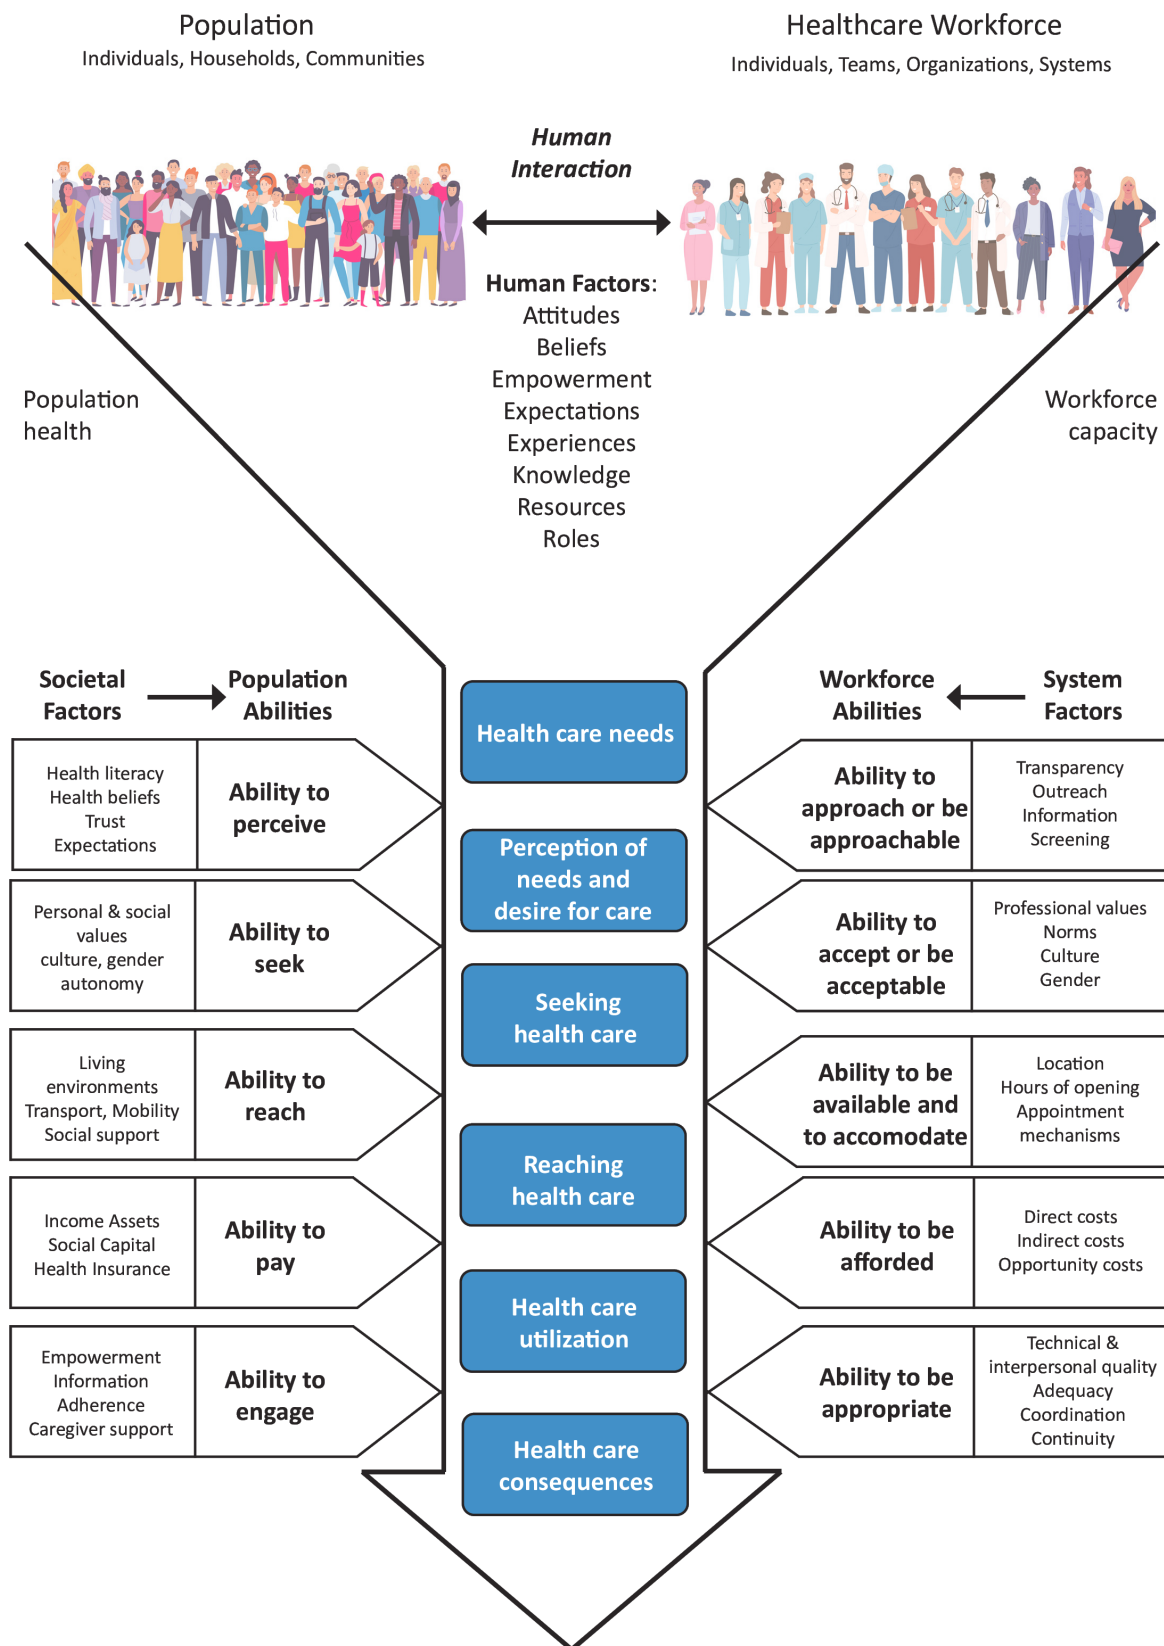 Population
Individuals, Households, Communities
Healthcare Workforce
Individuals, Teams, Organizations, Systems
Human
Interaction
Human Factors:
Attitudes
Beliefs
Empowerment
Expectations
Experiences
Knowledge
Resources
Roles
Population
health
Workforce
capacity
Societal
Factors
Population
Abilities
Workforce
Abilities
System
Factors
Health literacy
Health beliefs
Trust
Expectations
Ability to
perceive
Personal & social
values
culture, gender
autonomy
Ability to
seek
Living
environments
Transport, Mobility
Social support
Ability to
reach
Income Assets
Social Capital
Health Insurance
Ability to
pay
Empowerment
Information
Adherence
Caregiver support
Ability to
engage
Health care needs
Perception of
needs and
desire for care
Seeking
health care
Reaching
health care
Health care
utilization
Health care
consequences
Ability to
approach or be
approachable
Transparency
Outreach
Information
Screening
Ability to
accept or be
acceptable
Professional values
Norms
Culture
Gender
Ability to be
available and
to accomodate
Location
Hours of opening
Appointment
mechanisms
Ability to be
afforded
Direct costs
Indirect costs
Opportunity costs
Ability to be
appropriate
Technical &
interpersonal quality
Adequacy
Coordination
Continuity